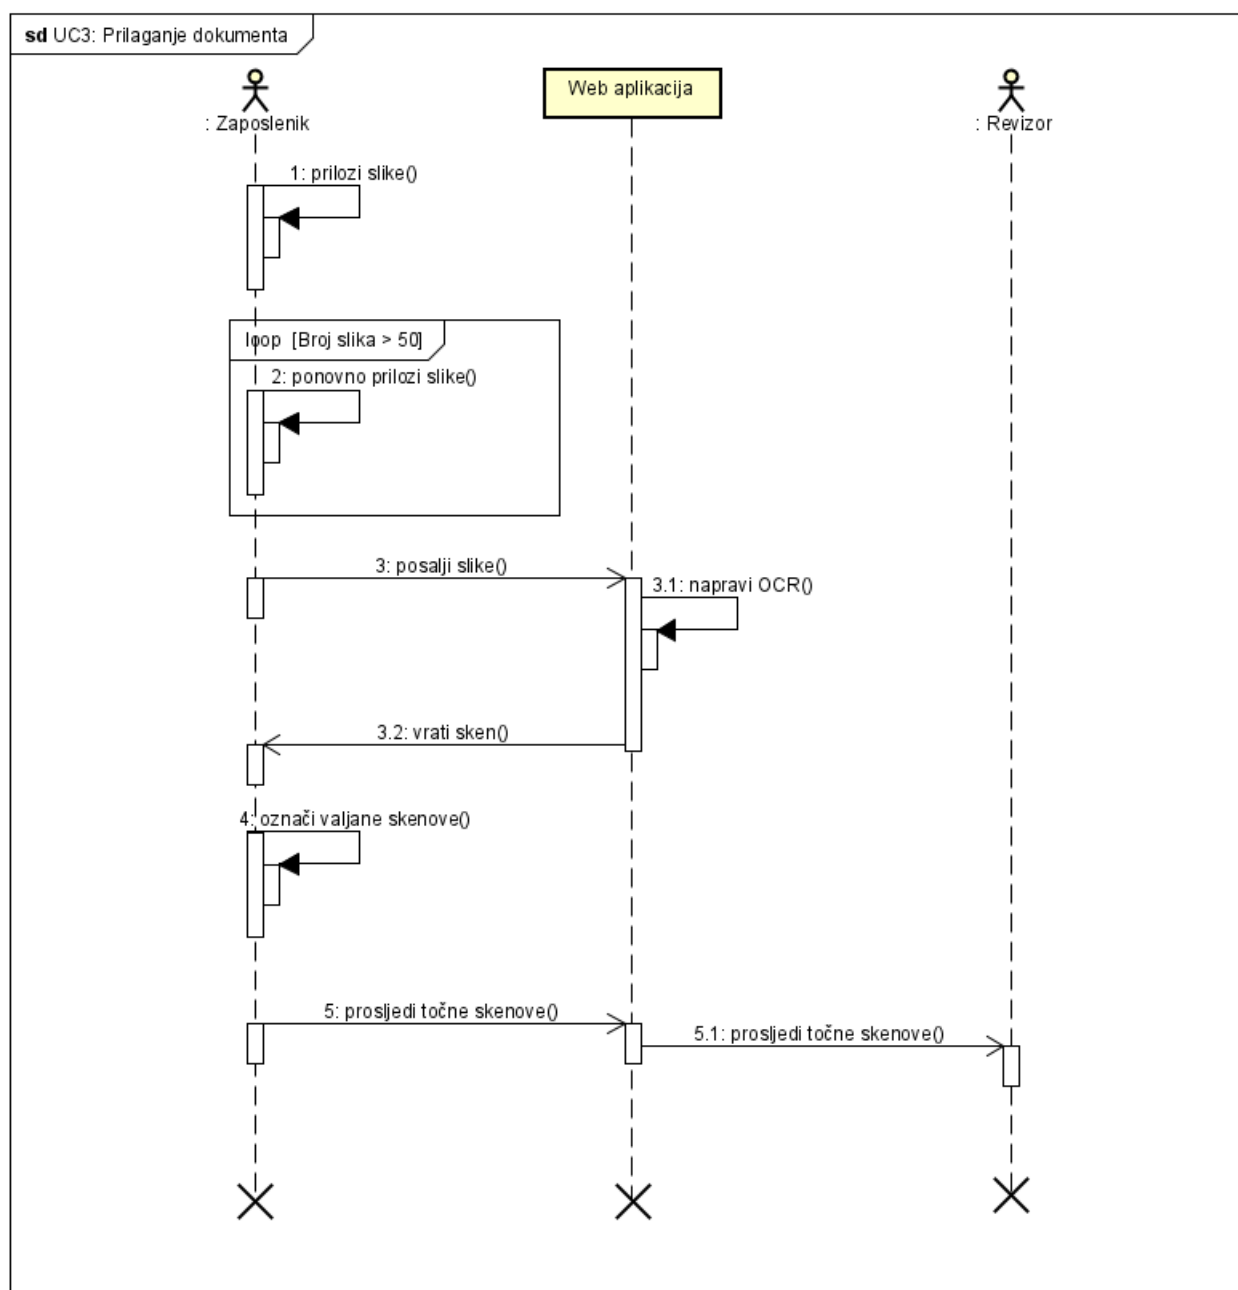 sd UC3: Prilaganje dokumenta
: Zaposlenik
Web aplikacija
: Revizor
1: prilozi slike()
loop [Broj slika > 50]
2: ponovno prilozi slike()
3: posalji slike()
3.1: napravi OCR()
3.2: vrati sken()
4: označi valjane skenove()
5: prosljedi točne skenove()
5.1: prosljedi točne skenove()